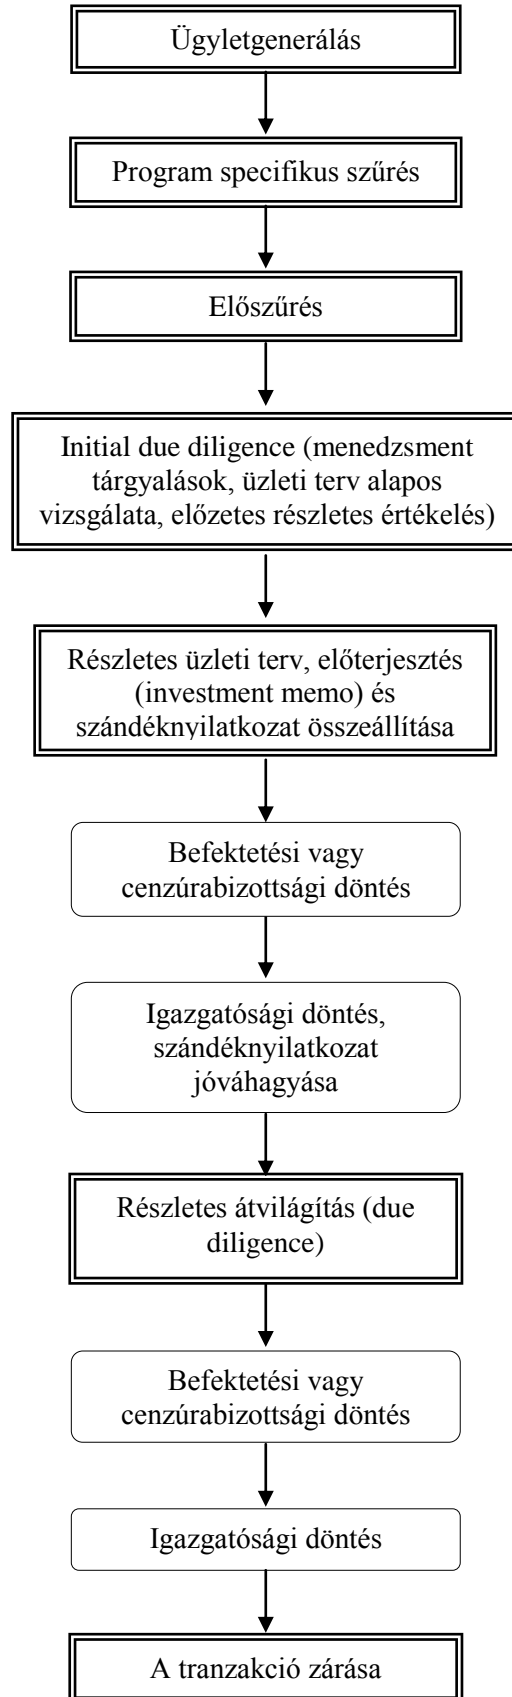 Ügyletgenerálás
Program specifikus szűrés
Előszűrés
Initial due diligence (menedzsment
tárgyalások, üzleti terv alapos
vizsgálata, előzetes részletes értékelés)
Részletes üzleti terv, előterjesztés
(investment memo) és
szándéknyilatkozat összeállítása
Befektetési vagy
cenzúrabizottsági döntés
Igazgatósági döntés,
szándéknyilatkozat
jóváhagyása
Részletes átvilágítás (due
diligence)
Befektetési vagy
cenzúrabizottsági döntés
Igazgatósági döntés
A tranzakció zárása